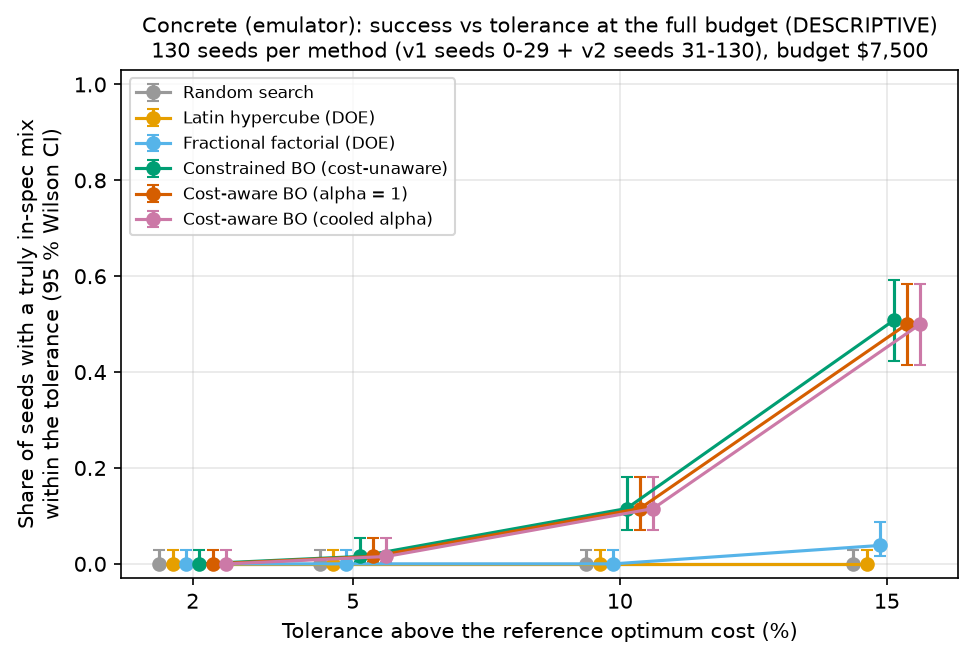 Concrete (emulator): success vs tolerance at the full budget (DESCRIPTIVE)
130 seeds per method (v1 seeds 0-29 + v2 seeds 31-130), budget $7,500
Share of seeds with a truly in-spec mix
within the tolerance (95 % Wilson CI)
1.0
0.8
0.6
0.4
0.2
0.0
Random search
Latin hypercube (DOE)
Fractional factorial (DOE)
Constrained BO (cost-unaware)
Cost-aware BO (alpha = 1)
Cost-aware BO (cooled alpha)
2
5
10
15
Tolerance above the reference optimum cost (%)